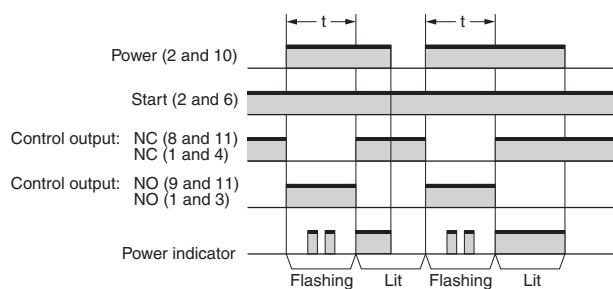 t
t
Power (2 and 10)
Start (2 and 6)
Control output: NC (8 and 11)
NC (1 and 4)
Control output: NO (9 and 11)
NO (1 and 3)
Power indicator
Flashing Lit Flashing Lit